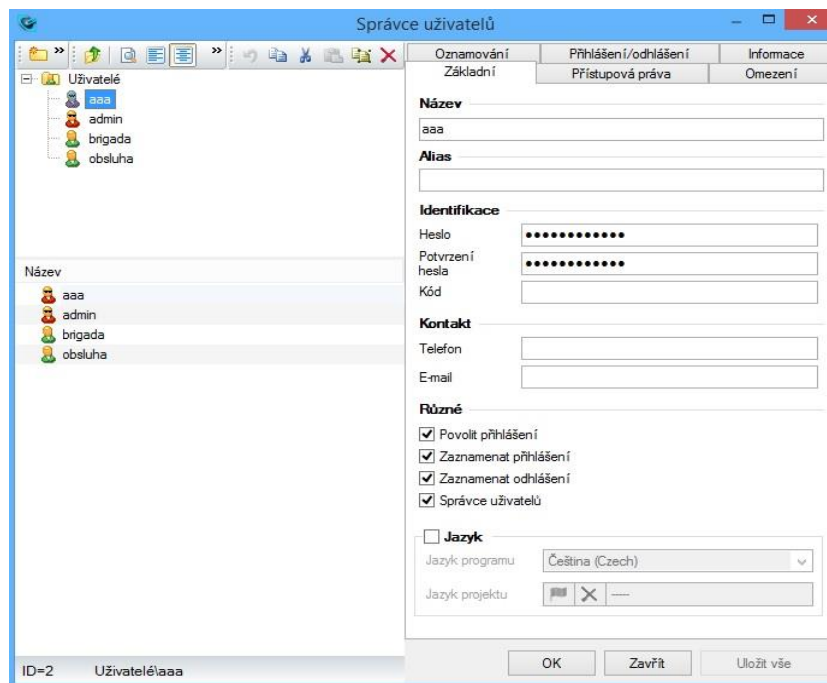 Správce uživatelů
Uživatelé
aaa
admin
brigada
obsluha
Název
aaa
admin
brigada
obsluha
ID=2 Uživatelé\aaa
Oznamování Přihlášení/odhlášení Informace
Základní Přístupová práva Omezení
Název
aaa
Alias
Identifikace
Heslo ●●●●●●●●●●●●
Potvrzení
hesla ●●●●●●●●●●●●
Kód
Kontakt
Telefon
E-mail
Různé
Povolit přihlášení
Zaznamenat přihlášení
Zaznamenat odhlášení
Správce uživatelů
Jazyk
Jazyk programu Čeština (Czech)
Jazyk projektu -----
OK Zavřít Uložit vše